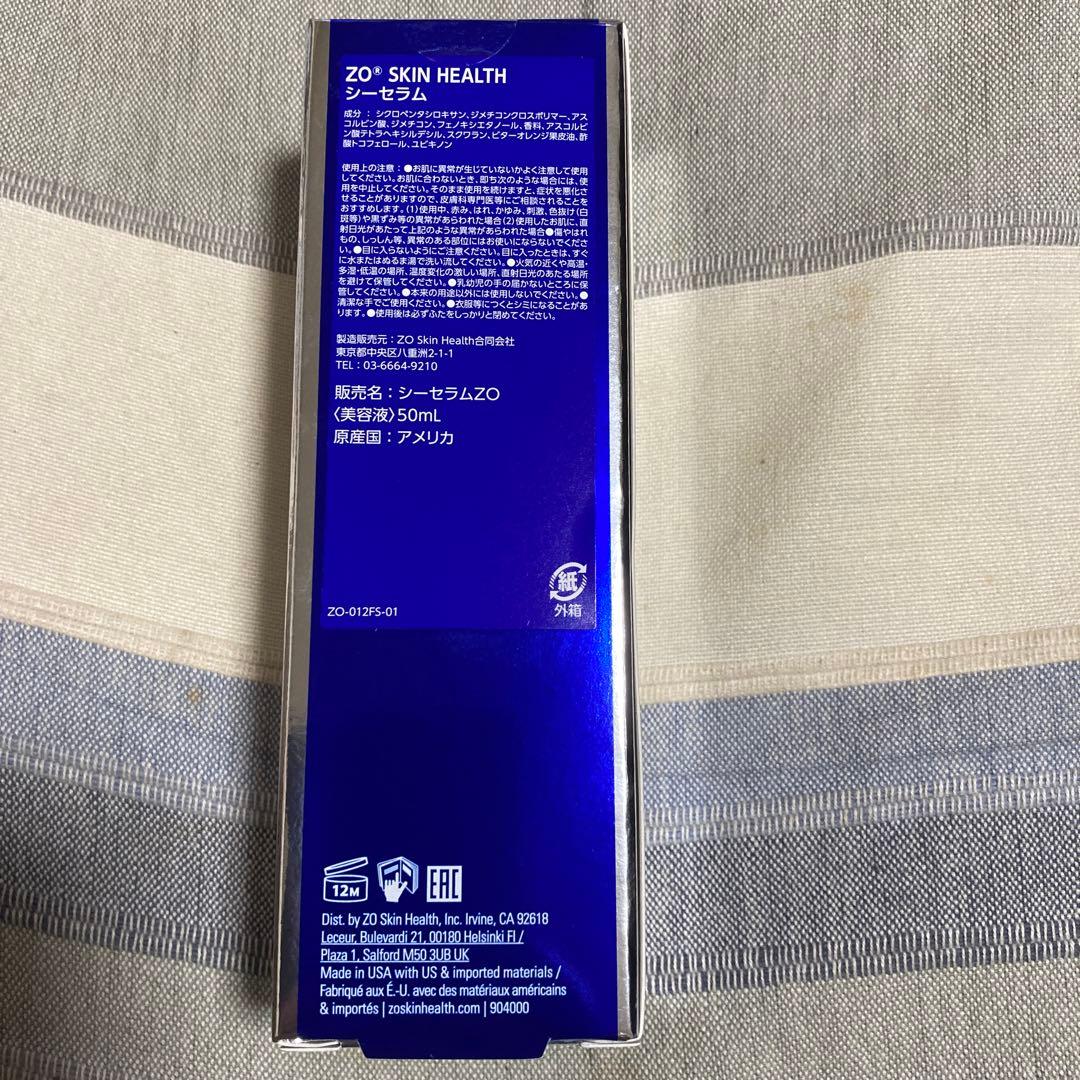 ZO® SKIN HEALTH
シーセラム
成分：シクロペンタシロキサン、ジメチコンクロスポリマー、アス
コルビン酸、ジメチコン、フェノキシエタノール、香料、アスコルビ
ン酸テトラヘキシルデシル、スクワラン、ビターオレンジ果皮油、酢
酸トコフェロール、ユビキノン
使用上の注意：●お肌に異常が生じていないかよく注意して使用
してください。お肌に合わないとき、即ち次のような場合には、使
用を中止してください。そのまま使用を続けますと、症状を悪化さ
せることがありますので、皮膚科専門医等にご相談されることを
おすすめします。(1)使用中、赤み、はれ、かゆみ、刺激、色抜け(白
斑等)や黒ずみ等の異常があらわれた場合(2)使用したお肌に、直
射日光があたって上記のような異常があらわれた場合●傷やはれ
もの、しっしん等、異常のある部位にはお使いにならないでくださ
い。●目に入らないようにご注意ください。目に入ったときは、すぐ
に水またはぬるま湯で洗い流してください。●火気の近くや高温・
多湿・低温の場所、温度変化の激しい場所、直射日光のあたる場所
を避けて保管してください。●乳幼児の手の届かないところに保
管してください。●本来の用途以外には使用しないでください。●
清潔な手でご使用ください。●衣服等につくとシミになることがあ
ります。●使用後は必ずふたをしっかりと閉めてください。
製造販売元：ZO Skin Health合同会社
東京都中央区八重洲2-1-1
TEL：03-6664-9210
販売名：シーセラムZO
〈美容液〉50mL
原産国：アメリカ
紙
外箱
ZO-012FS-01
12M
EAC
Dist. by ZO Skin Health, Inc. Irvine, CA 92618
Leceur, Bulevardi 21, 00180 Helsinki FI /
Plaza 1, Salford M50 3UB UK
Made in USA with US & imported materials /
Fabriqué aux É.-U. avec des matériaux américains
& importés | zoskinhealth.com | 904000